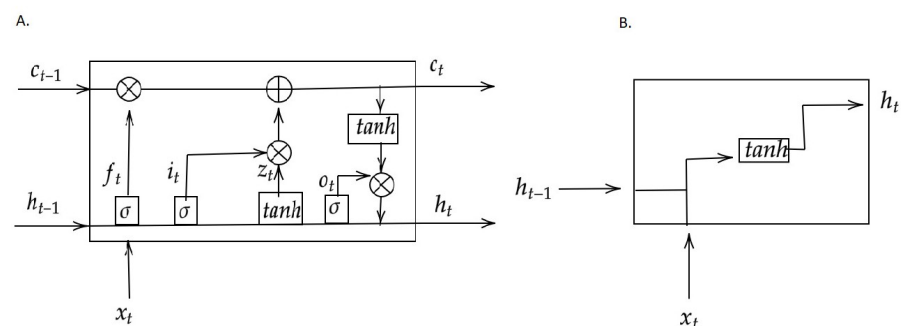 A.
B.
c_{t-1}
c_t
tanh
h_t
f_t
i_t
z_t
o_t
tanh
h_{t-1}
h_{t-1}
σ
σ
tanh
σ
h_t
x_t
x_t